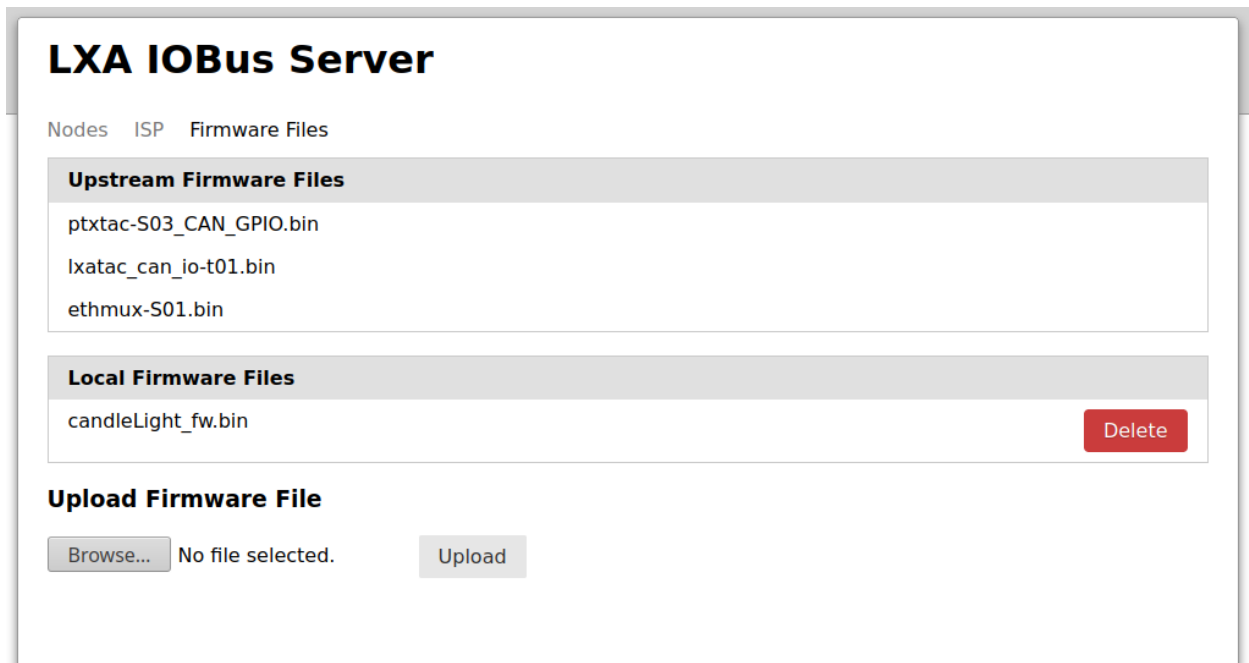 LXA IOBus Server
Nodes ISP Firmware Files
Upstream Firmware Files
ptxtac-S03_CAN_GPIO.bin
lxatac_can_io-t01.bin
ethmux-S01.bin
Local Firmware Files
candleLight_fw.bin Delete
Upload Firmware File
Browse... No file selected. Upload